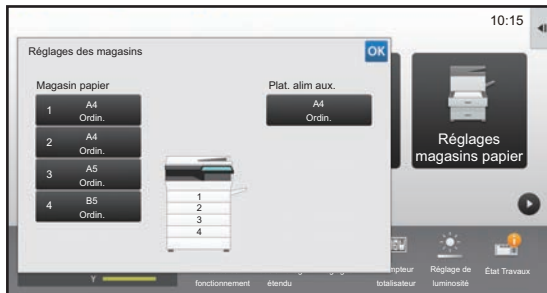 10:15
Réglages des magasins
OK
Magasin papier
Plat. alim aux.
1 A4
Ordin.
2 A4
Ordin.
3 A5
Ordin.
4 B5
Ordin.
A4
Ordin.
1
2
3
4
Réglages
magasins papier
Y
fonctionnement
étendu
totalisateur
Réglage de
luminosité
État Travaux